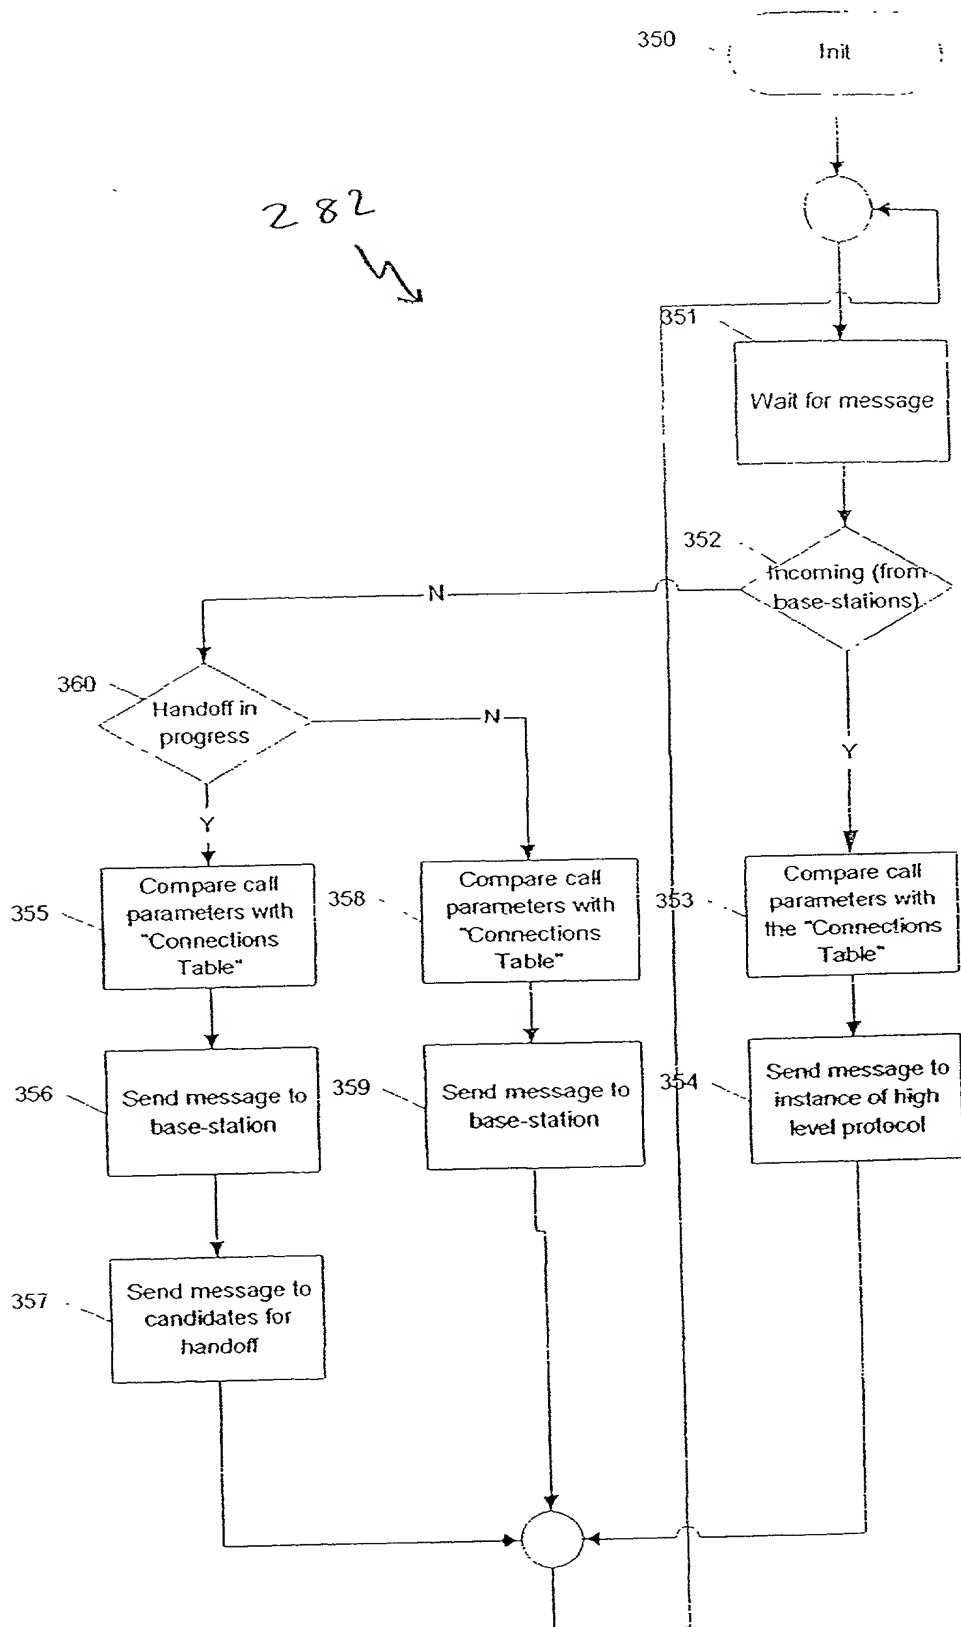 350
Init
282
351
Wait for message
352
Incoming (from
base-stations)
N
360
Handoff in
progress
N
Y
Y
355
Compare call
parameters with
"Connections
Table"
358
Compare call
parameters with
"Connections
Table"
353
Compare call
parameters with
the "Connections
Table"
356
Send message to
base-station
359
Send message to
base-station
354
Send message to
instance of high
level protocol
357
Send message to
candidates for
handoff